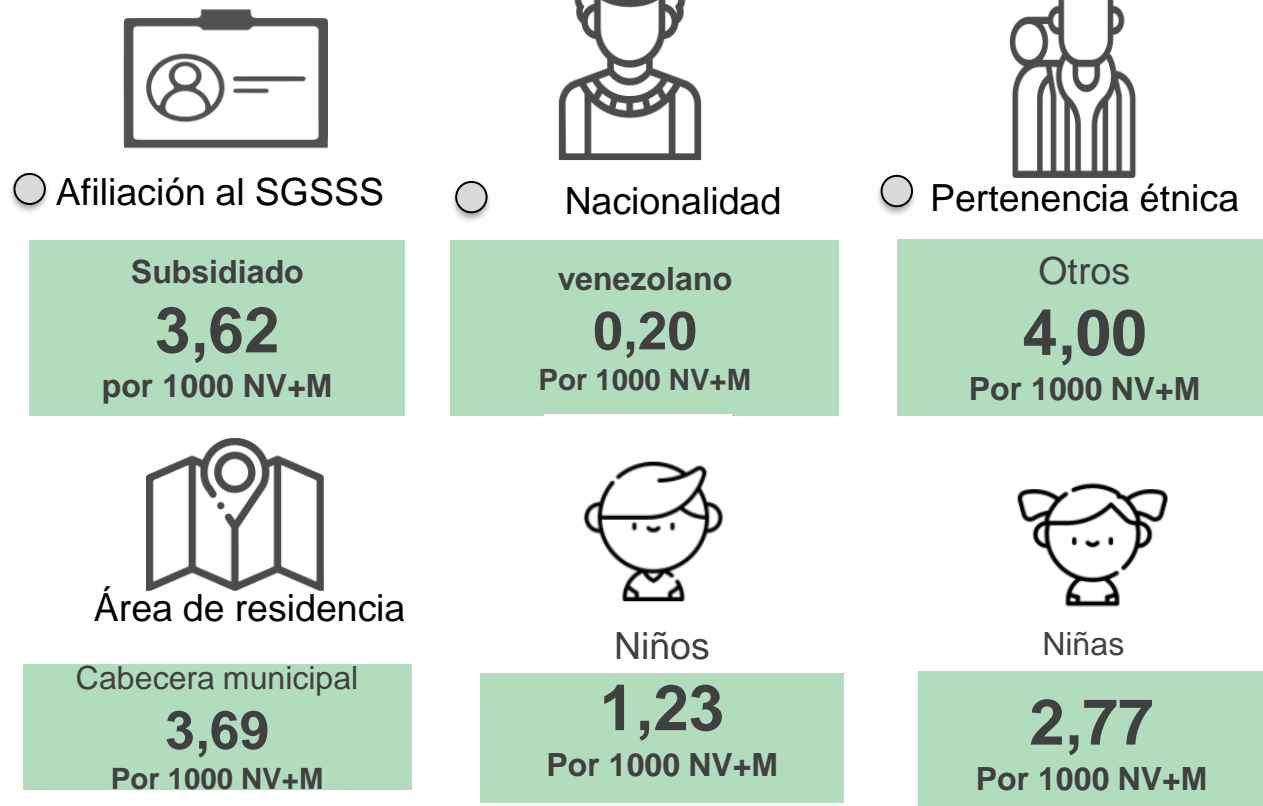 Afiliación al SGSSS
Subsidiado
3,62
por 1000 NV+M
Nacionalidad
venezolano
0,20
Por 1000 NV+M
Pertenencia étnica
Otros
4,00
Por 1000 NV+M
Área de residencia
Cabecera municipal
3,69
Por 1000 NV+M
Niños
1,23
Por 1000 NV+M
Niñas
2,77
Por 1000 NV+M